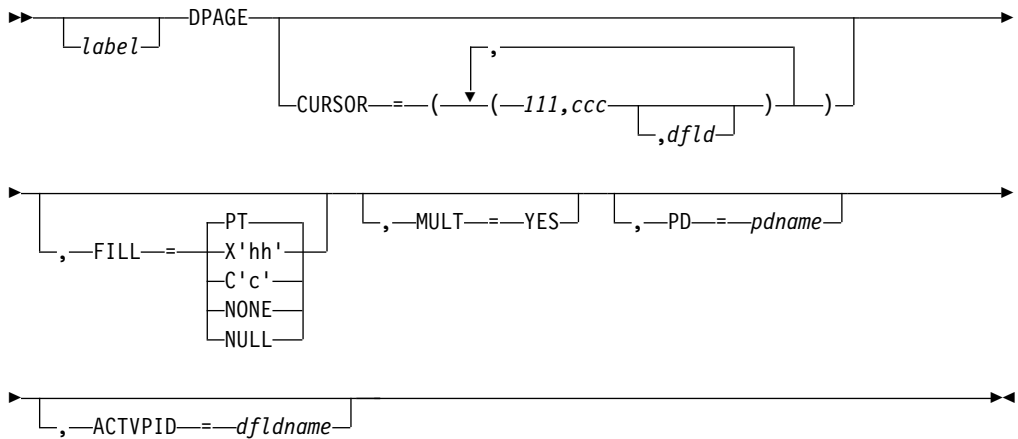 DPAGE
label
,
CURSOR=( (111,ccc ) )
,dfld
PT
,FILL= X'hh' ,MULT=YES ,PD=pdname
C'c'
NONE
NULL
,ACTVPID=dfldname